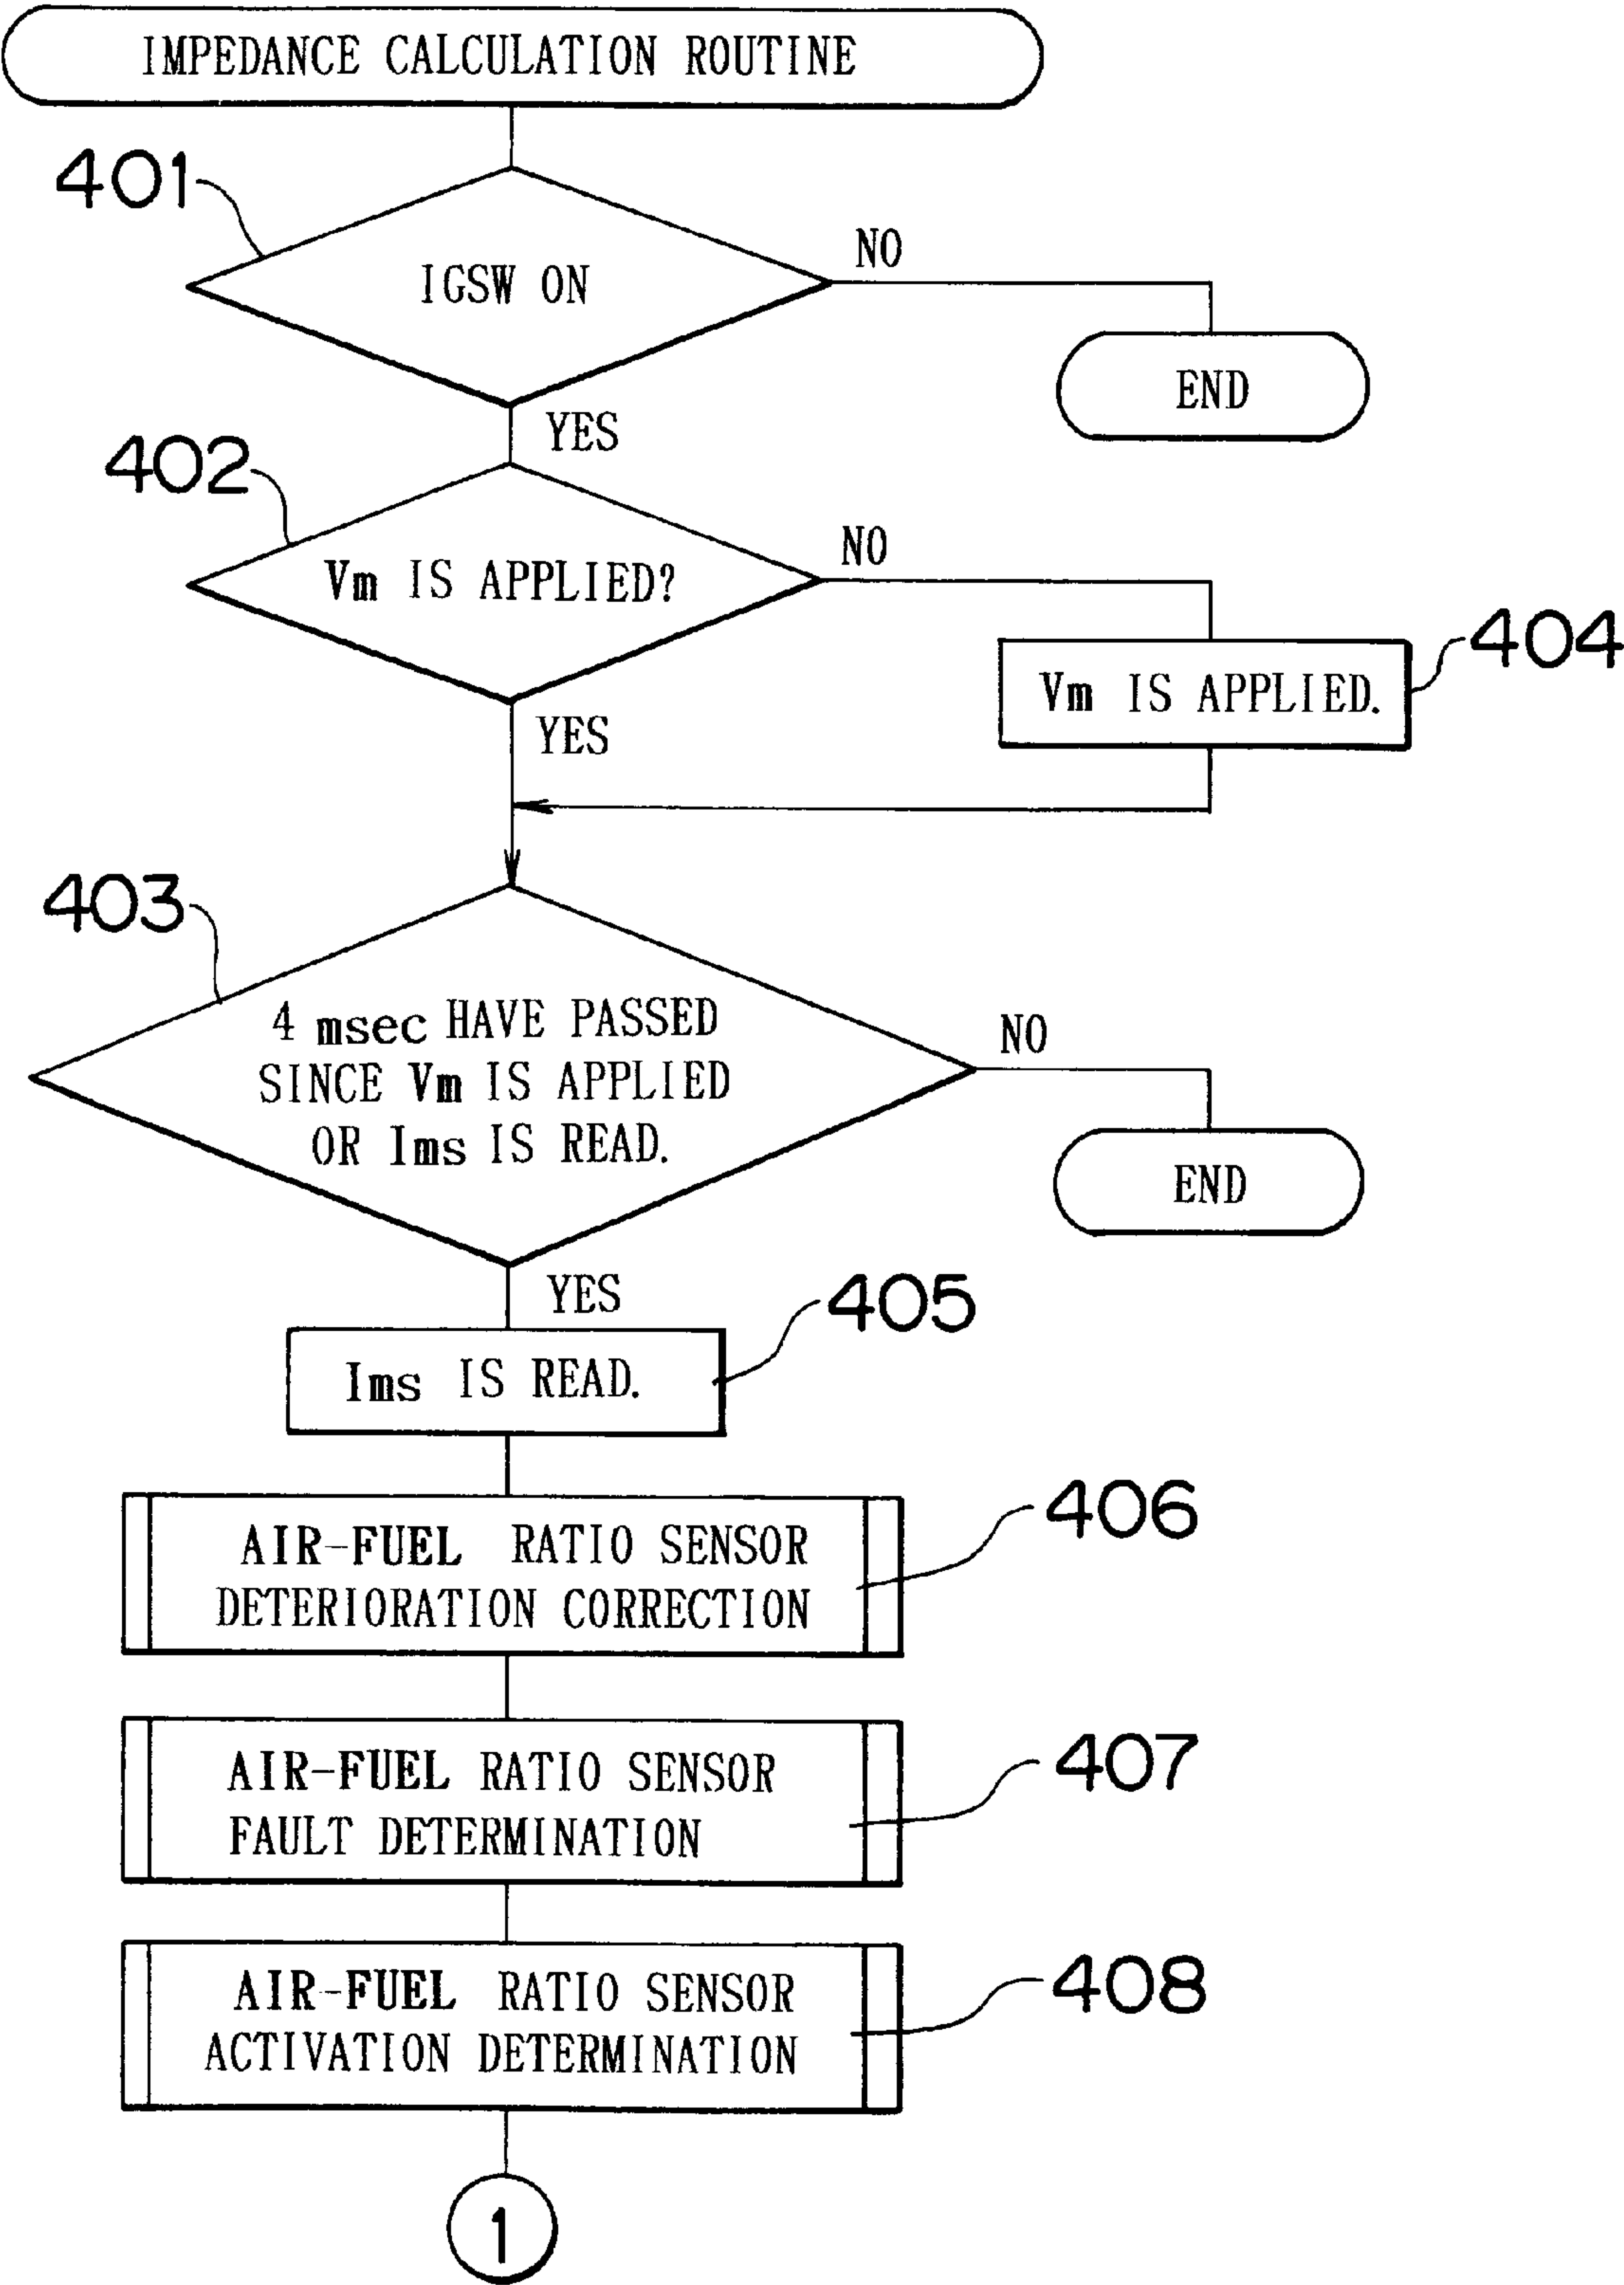 IMPEDANCE CALCULATION ROUTINE
401
IGSW ON
NO
END
YES
402
Vm IS APPLIED?
NO
404
Vm IS APPLIED.
YES
403
4 msec HAVE PASSED
SINCE Vm IS APPLIED
OR Ims IS READ.
NO
END
YES
405
Ims IS READ.
406
AIR-FUEL RATIO SENSOR
DETERIORATION CORRECTION
407
AIR-FUEL RATIO SENSOR
FAULT DETERMINATION
408
AIR-FUEL RATIO SENSOR
ACTIVATION DETERMINATION
1